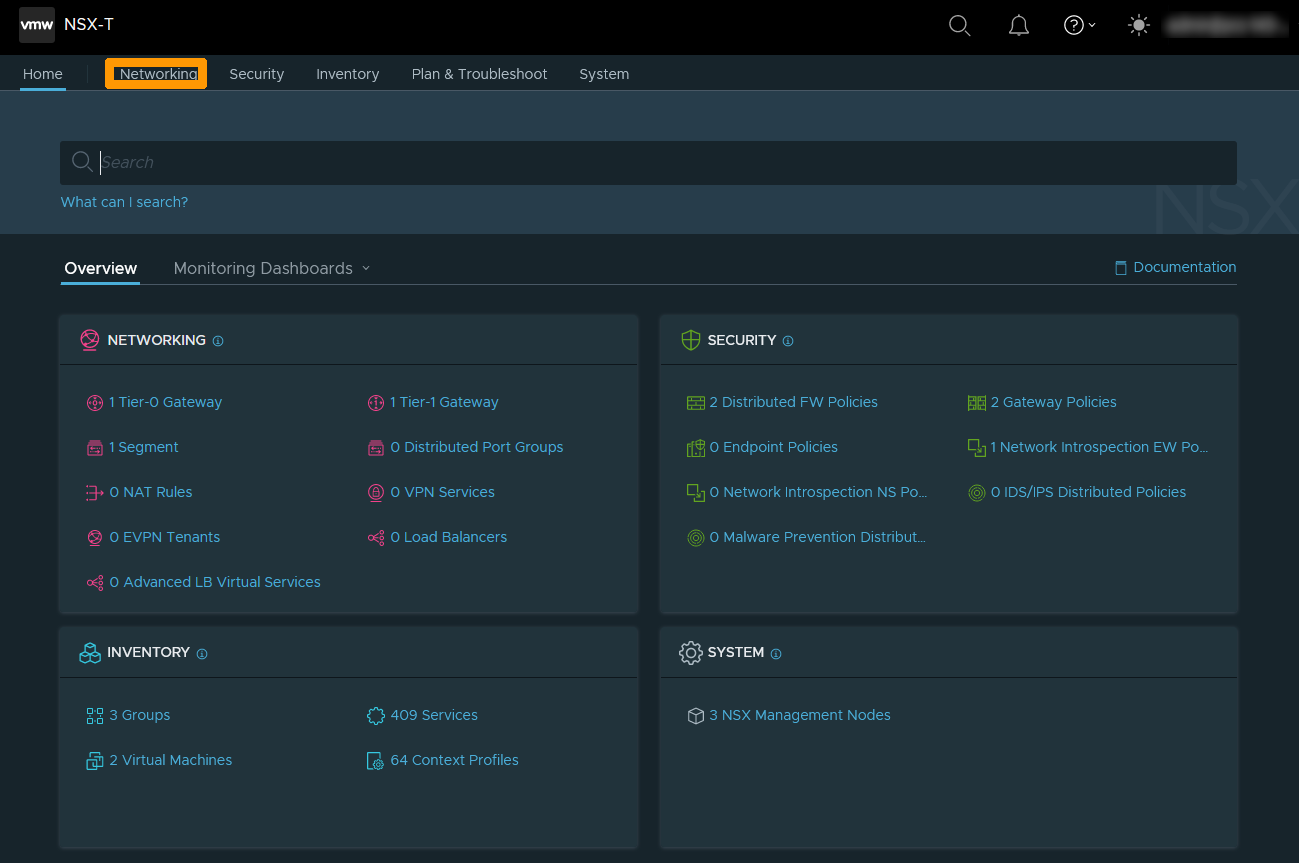 vmw NSX-T
Home Networking Security Inventory Plan & Troubleshoot System
Search
What can I search?
NSX
Overview Monitoring Dashboards Documentation
NETWORKING
1 Tier-0 Gateway 1 Tier-1 Gateway
1 Segment 0 Distributed Port Groups
0 NAT Rules 0 VPN Services
0 EVPN Tenants 0 Load Balancers
0 Advanced LB Virtual Services
SECURITY
2 Distributed FW Policies 2 Gateway Policies
0 Endpoint Policies 1 Network Introspection EW Po...
0 Network Introspection NS Po... 0 IDS/IPS Distributed Policies
0 Malware Prevention Distribut...
INVENTORY
3 Groups 409 Services
2 Virtual Machines 64 Context Profiles
SYSTEM
3 NSX Management Nodes